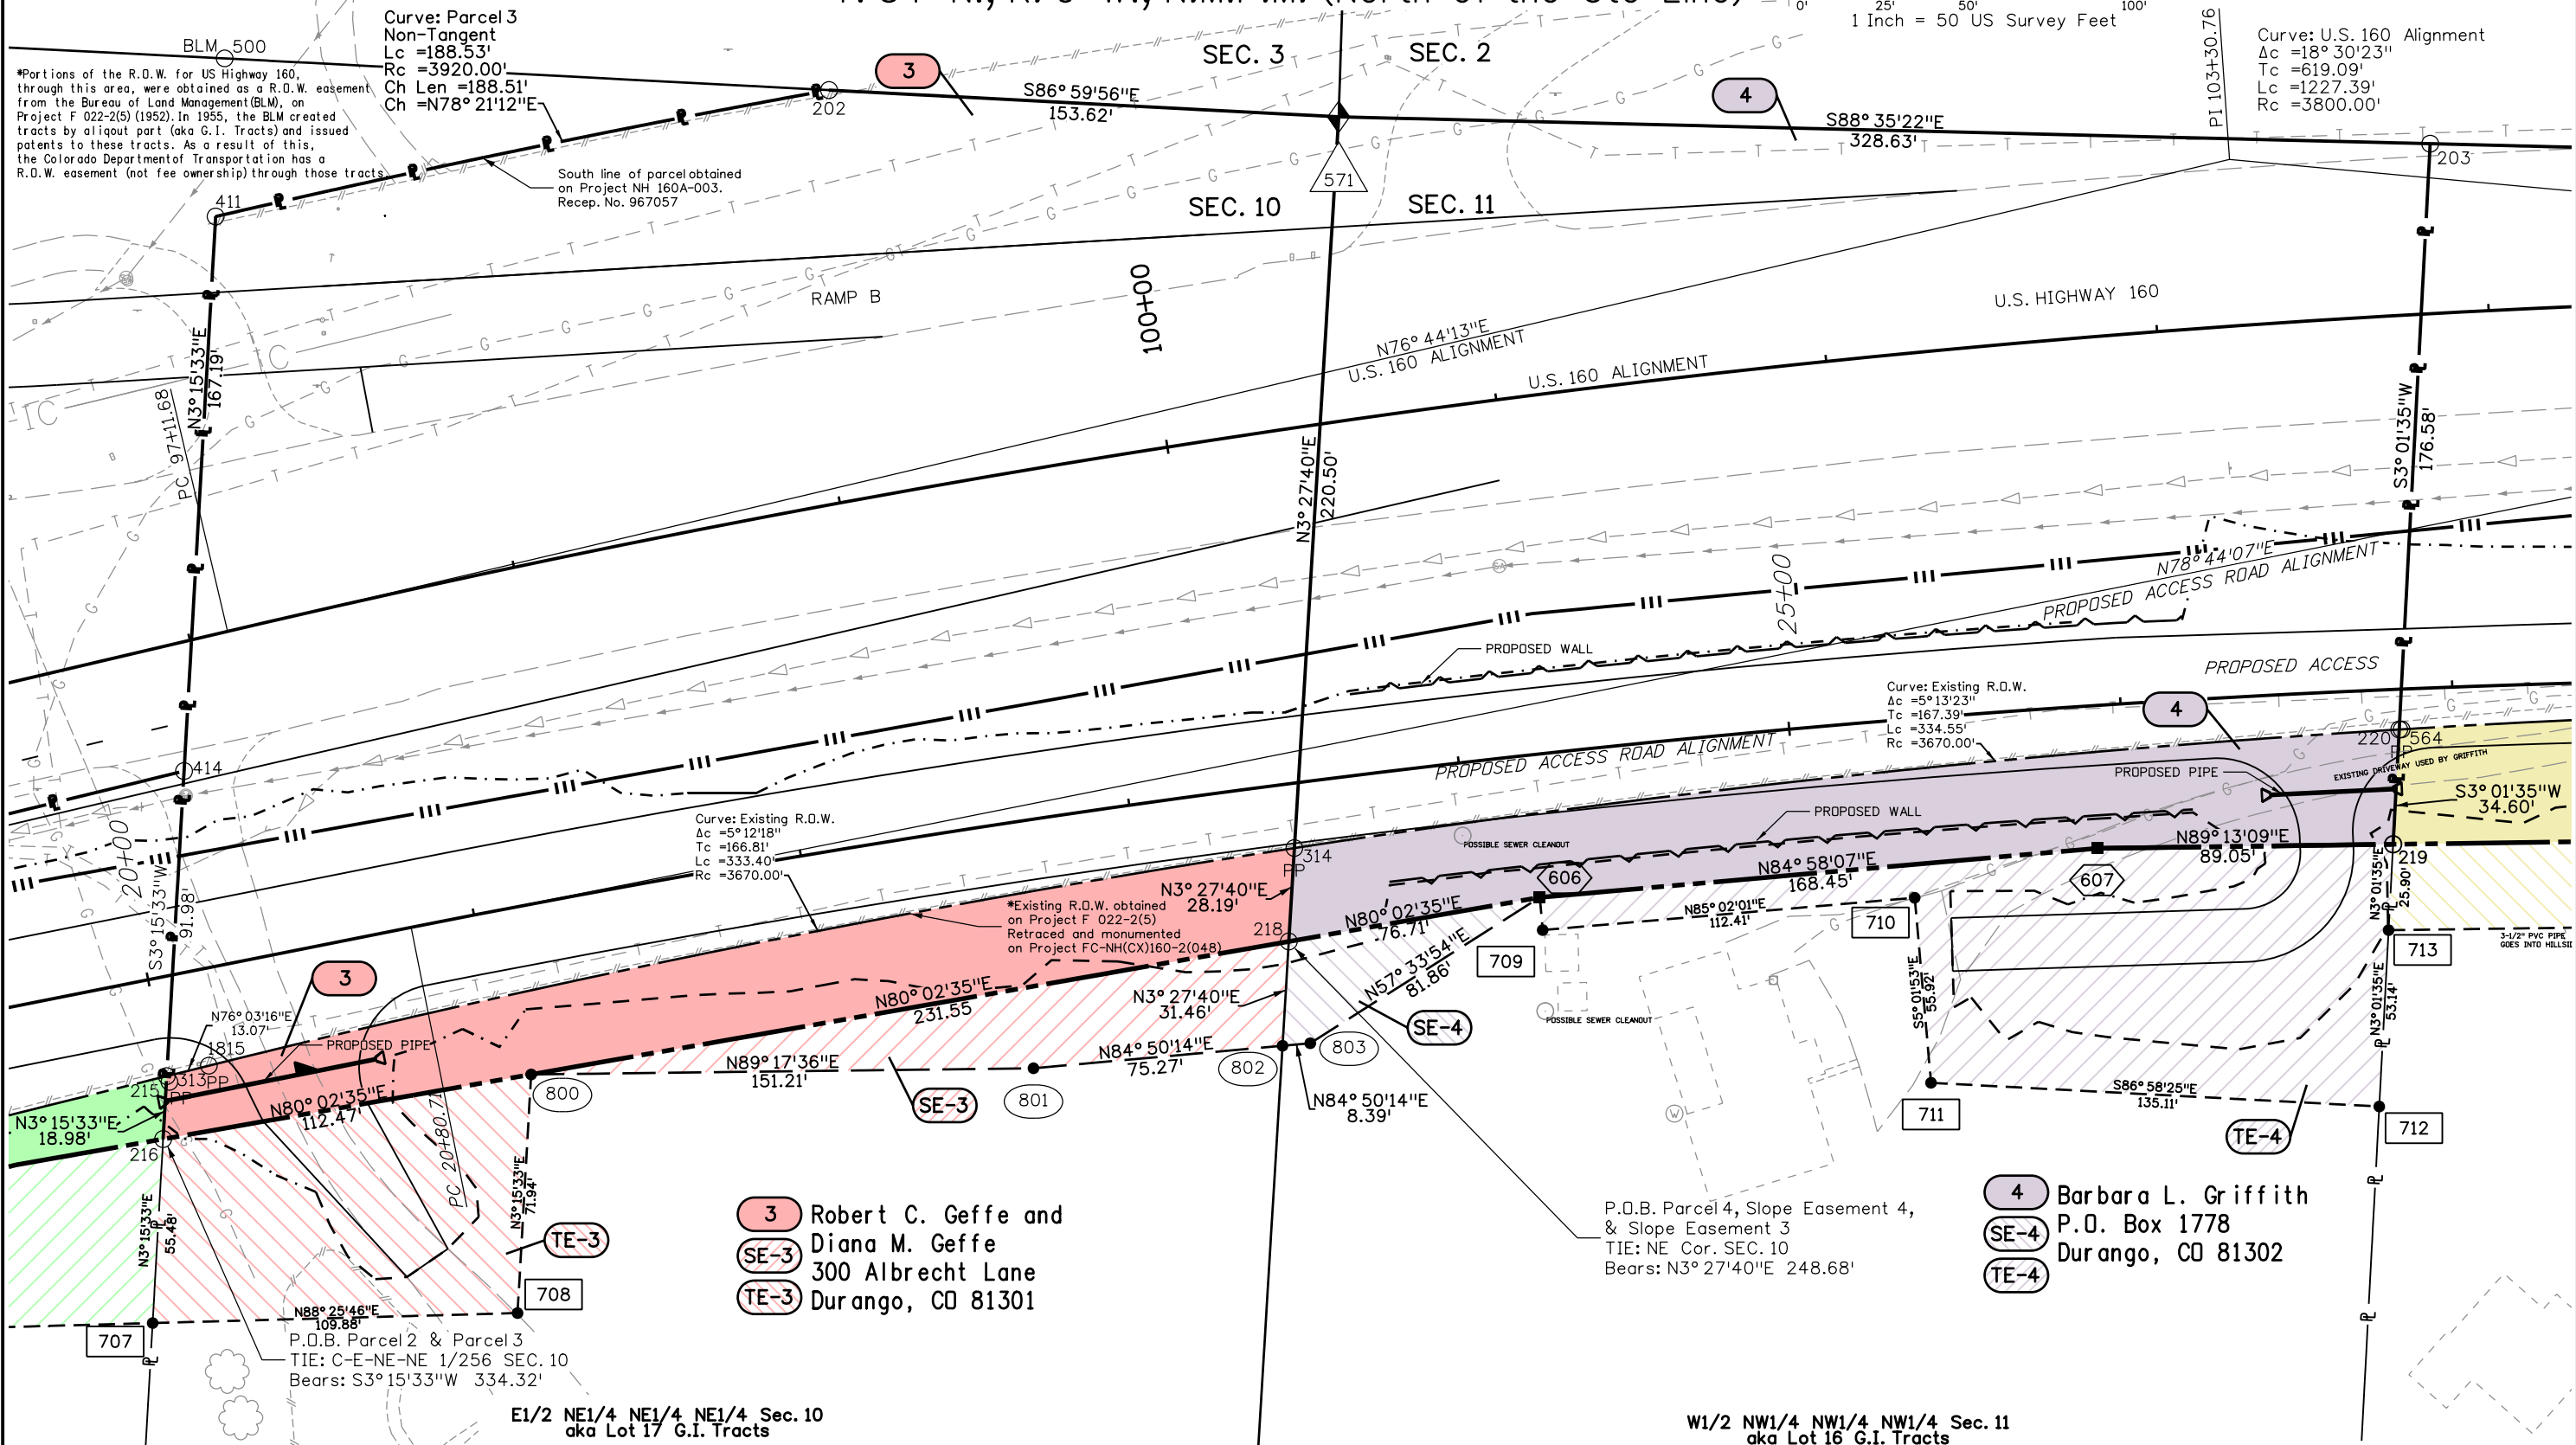 0' 25' 50' 100'
1 Inch = 50 US Survey Feet
Curve: Parcel 3
Non-Tangent
Lc =188.53'
Rc =3920.00'
Ch Len =188.51'
Ch =N78° 21'12"E
BLM 500
*Portions of the R.O.W. for US Highway 160,
through this area, were obtained as a R.O.W. easement
from the Bureau of Land Management(BLM), on
Project F 022-2(5) (1952). In 1955, the BLM created
tracts by aliqout part (aka G.I. Tracts) and issued
patents to these tracts. As a result of this,
the Colorado Departmentof Transportation has a
R.O.W. easement (not fee ownership) through those tracts.
3
202
S86° 59'56"E
153.62'
SEC. 3
SEC. 2
4
S88° 35'22"E
328.63'
PI 103+30.76
Curve: U.S. 160 Alignment
Δc =18° 30'23"
Tc =619.09'
Lc =1227.39'
Rc =3800.00'
203
South line of parcel obtained
on Project NH 160A-003.
Recep. No. 967057
571
411
SEC. 10
SEC. 11
RAMP B
100+00
U.S. HIGHWAY 160
N76° 44'13"E
U.S. 160 ALIGNMENT
U.S. 160 ALIGNMENT
N3° 15'33"E
167.19'
IC
IC
PC 97+11.68
N3° 27'40"E
220.50'
S3° 01'35"W
176.58'
25+00
N78° 44'07"E
PROPOSED ACCESS ROAD ALIGNMENT
PROPOSED WALL
PROPOSED ACCESS
414
Curve: Existing R.O.W.
Δc =5° 13'23"
Tc =167.39'
Lc =334.55'
Rc =3670.00'
4
220
564
PP
PROPOSED ACCESS ROAD ALIGNMENT
EXISTING DRIVEWAY USED BY GRIFFITH
PROPOSED PIPE
S3° 01'35"W
34.60'
20+00
Curve: Existing R.O.W.
Δc =5° 12'18"
Tc =166.81'
Lc =333.40'
Rc =3670.00'
PROPOSED WALL
POSSIBLE SEWER CLEANOUT
314
PP
N89° 13'09"E
89.05'
219
N84° 58'07"E
168.45'
606
607
S3° 15'33"W
91.98'
*Existing R.O.W. obtained
on Project F 022-2(5)
Retraced and monumented
on Project FC-NH(CX)160-2(048)
N3° 27'40"E
28.19'
218
N80° 02'35"E
76.71'
N85° 02'01"E
112.41'
709
710
N3° 01'35"E
25.90'
713
3-1/2" PVC PIPE
GOES INTO HILLSI
3
N76° 03'16"E
13.07'
1815
PROPOSED PIPE
N80° 02'35"E
231.55
N3° 27'40"E
31.46'
N57° 33'54"E
81.86'
SE-4
POSSIBLE SEWER CLEANOUT
S5° 01'53"E
55.92'
N3° 01'35"E
53.14'
215
313
PP
PP
N3° 15'33"E
18.98'
N80° 02'35"E
112.47'
216
PC 20+80.71
800
N89° 17'36"E
151.21'
SE-3
801
N84° 50'14"E
75.27'
802
803
N84° 50'14"E
8.39'
W
711
S86° 58'25"E
135.11'
TE-4
712
N3° 15'33"E
55.48'
N3° 15'33"E
71.94'
TE-3
708
N88° 25'46"E
109.88'
707
3
SE-3
TE-3
Robert C. Geffe and
Diana M. Geffe
300 Albrecht Lane
Durango, CO 81301
P.O.B. Parcel 4, Slope Easement 4,
& Slope Easement 3
TIE: NE Cor. SEC. 10
Bears: N3° 27'40"E 248.68'
4
SE-4
TE-4
Barbara L. Griffith
P.O. Box 1778
Durango, CO 81302
P.O.B. Parcel 2 & Parcel 3
TIE: C-E-NE-NE 1/256 SEC. 10
Bears: S3° 15'33"W 334.32'
E1/2 NE1/4 NE1/4 NE1/4 Sec. 10
aka Lot 17 G.I. Tracts
W1/2 NW1/4 NW1/4 NW1/4 Sec. 11
aka Lot 16 G.I. Tracts